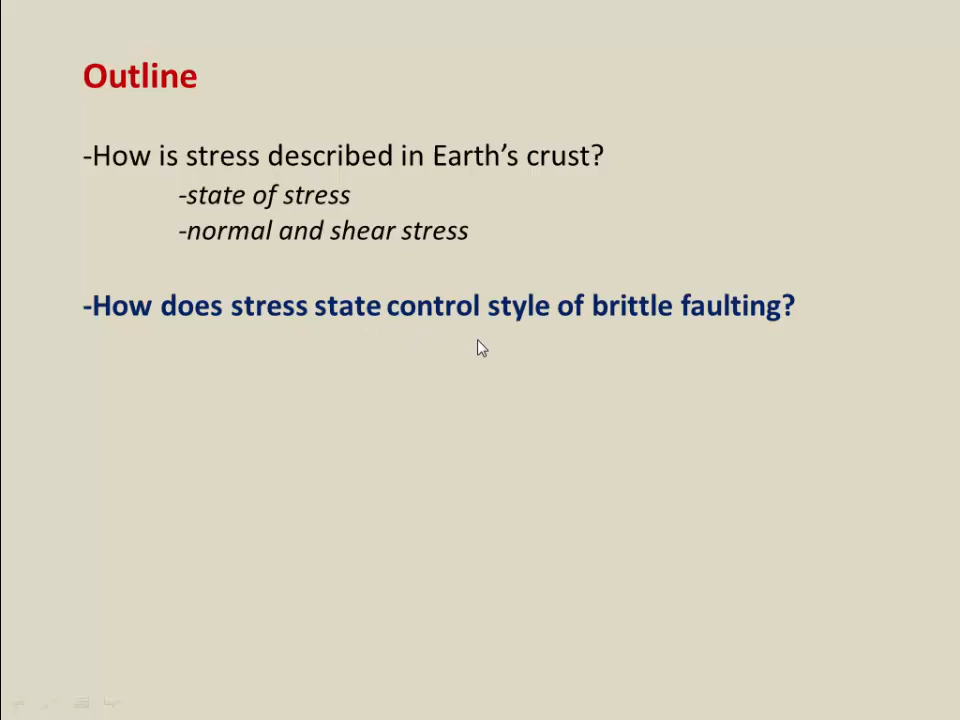 Outline
-How is stress described in Earth's crust?
-state of stress
-normal and shear stress
-How does stress state control style of brittle faulting?